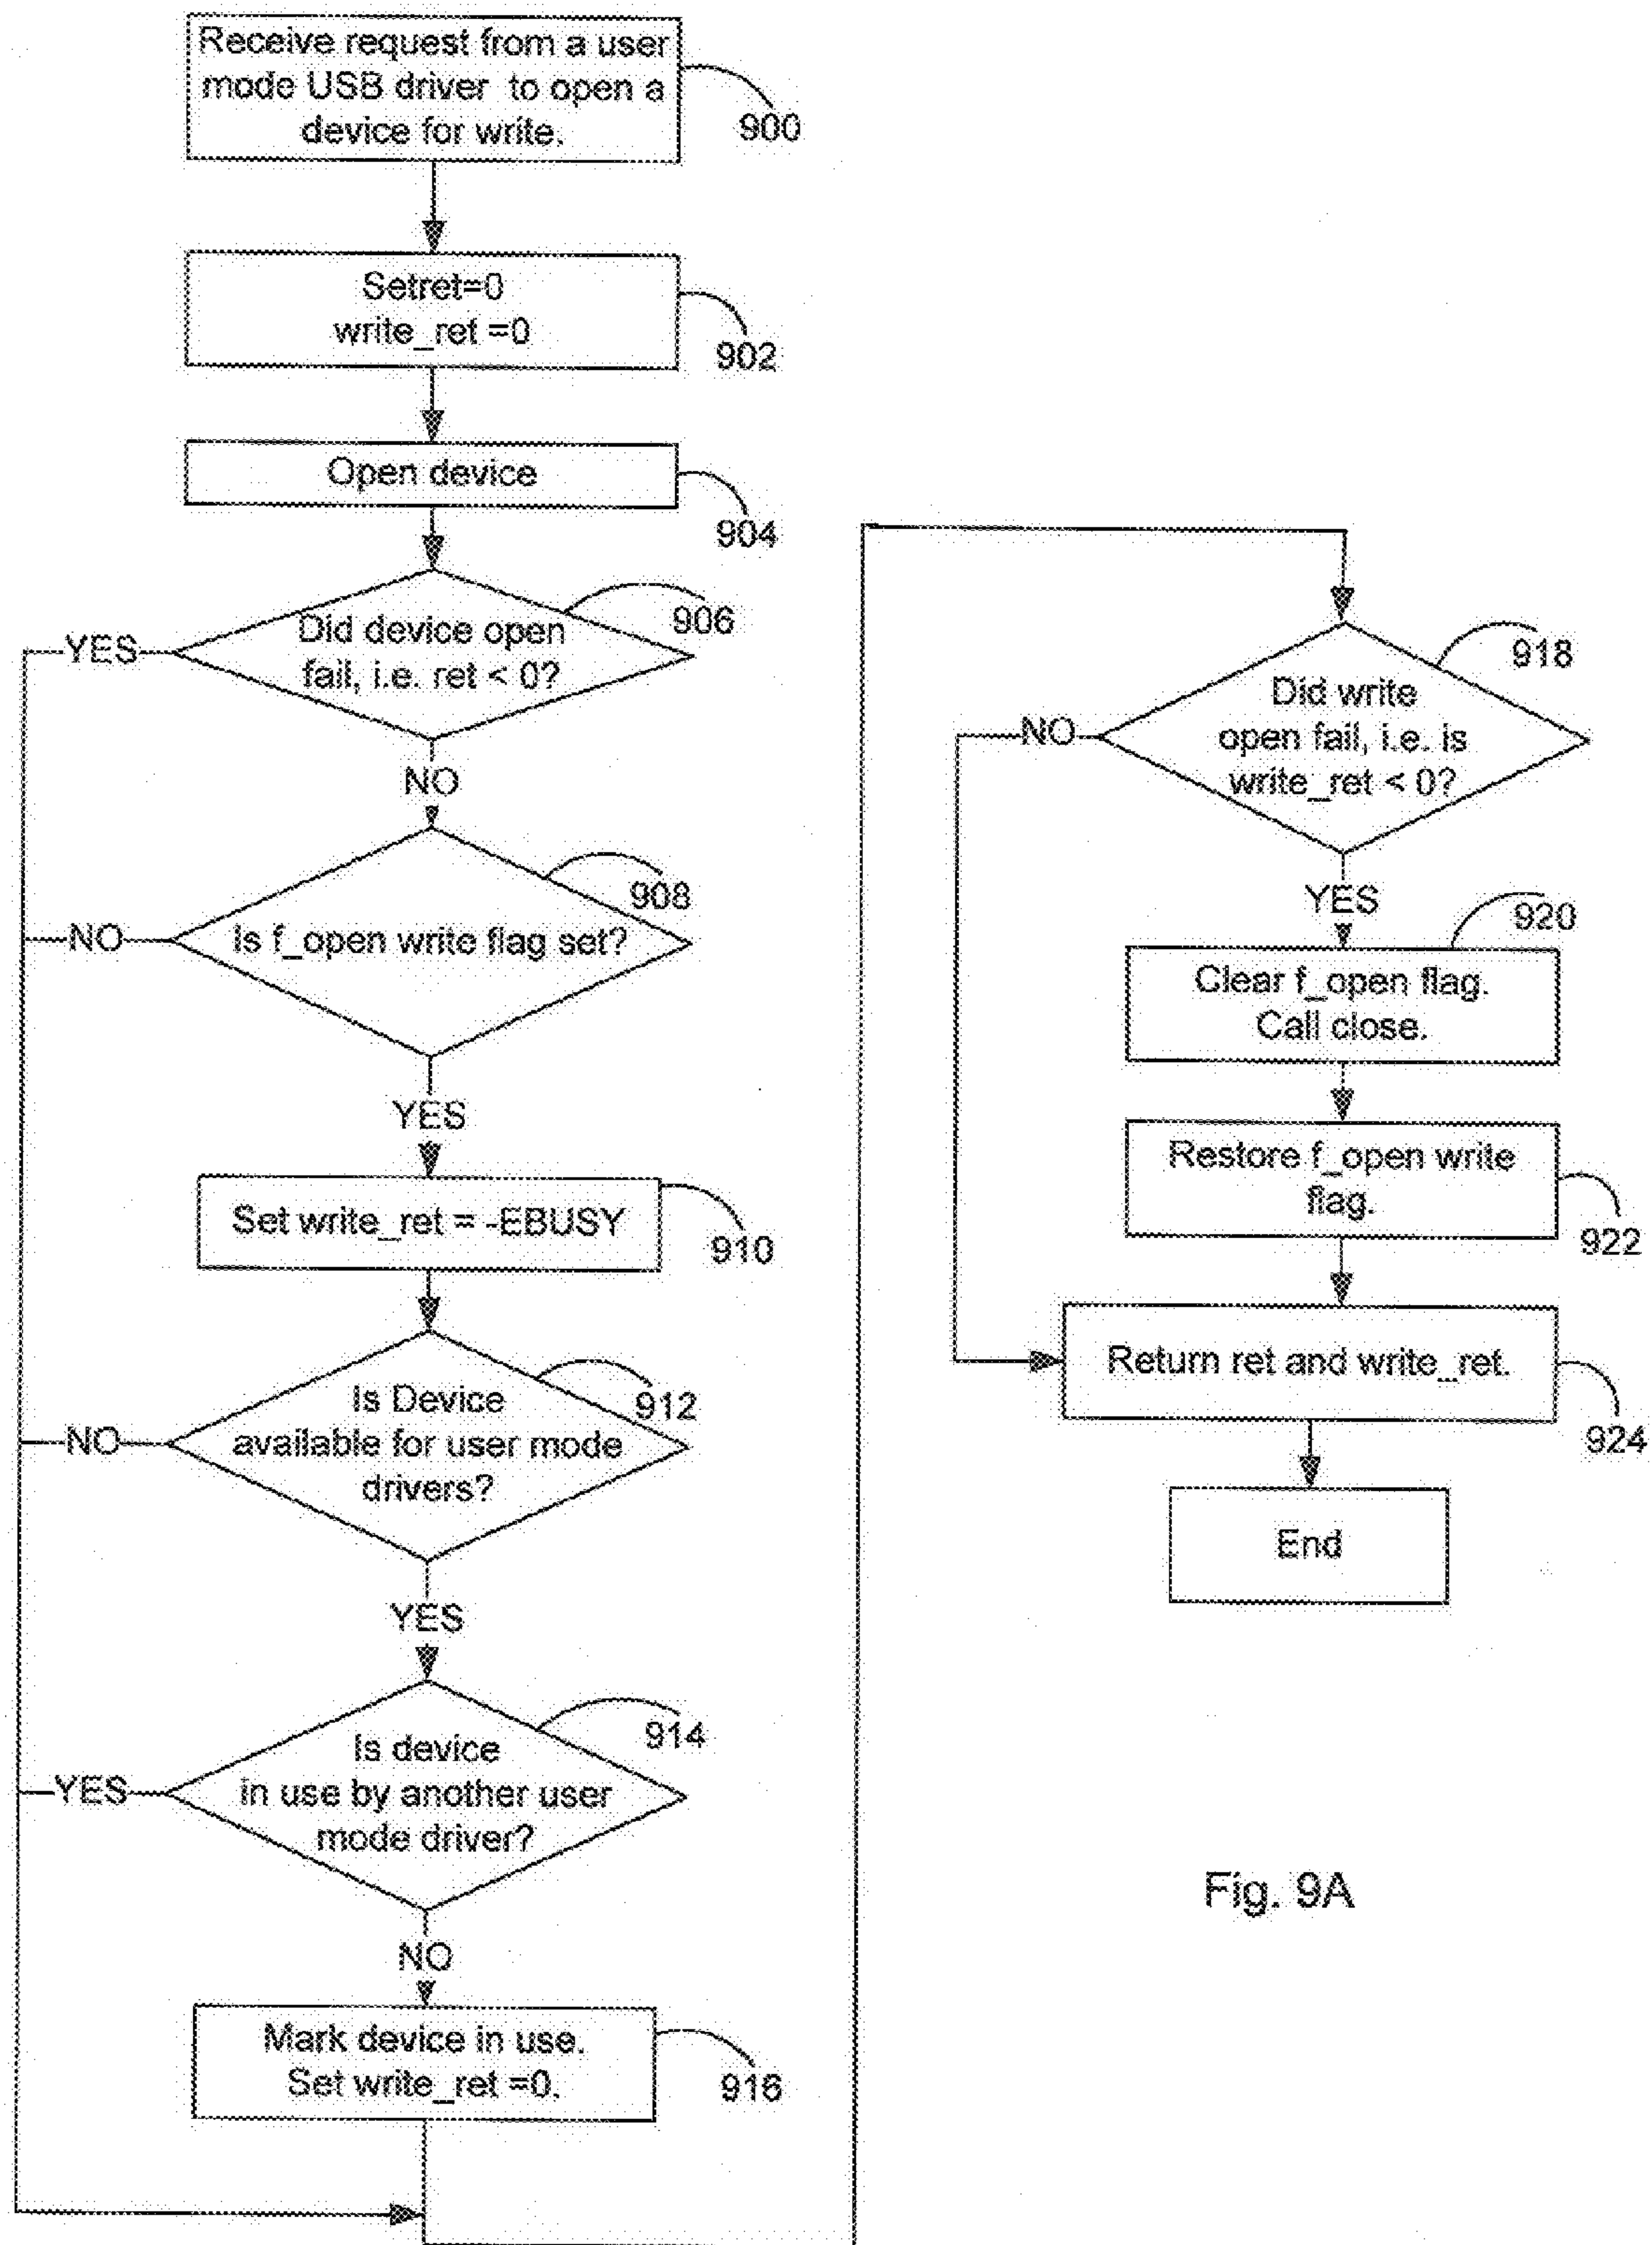 Receive request from a user
mode USB driver to open a
device for write.
900
Setret=0
write_ret =0
902
Open device
904
906
Did device open
fail, i.e. ret < 0?
YES
NO
908
Is f_open write flag set?
NO
YES
Set write_ret = -EBUSY
910
912
Is Device
available for user mode
drivers?
NO
YES
914
Is device
in use by another user
mode driver?
YES
NO
Mark device in use.
Set write_ret =0.
916
918
Did write
open fail, i.e. is
write_ret < 0?
NO
YES
920
Clear f_open flag.
Call close.
Restore f_open write
flag.
922
Return ret and write_ret.
924
End
Fig. 9A